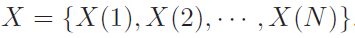 X = {X(1), X(2), · · · , X(N)}.